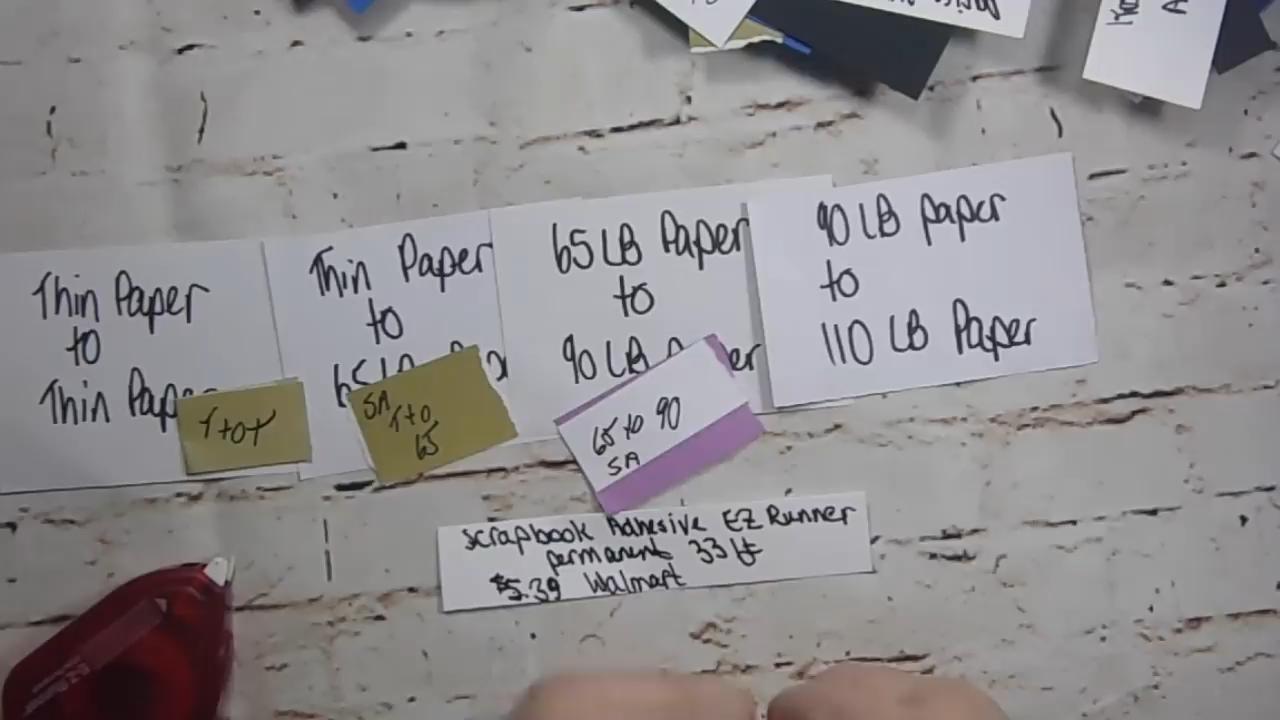 Thin Paper
to
Thin Pap
T to T
Thin Paper
to
65 L
SA
T to
65
65 LB Paper
to
90 LB er
65 to 90
SA
90 LB paper
to
110 LB Paper
scrapbook Adhesive EZ Runner
permanent 33 ft
$5.39 Walmart